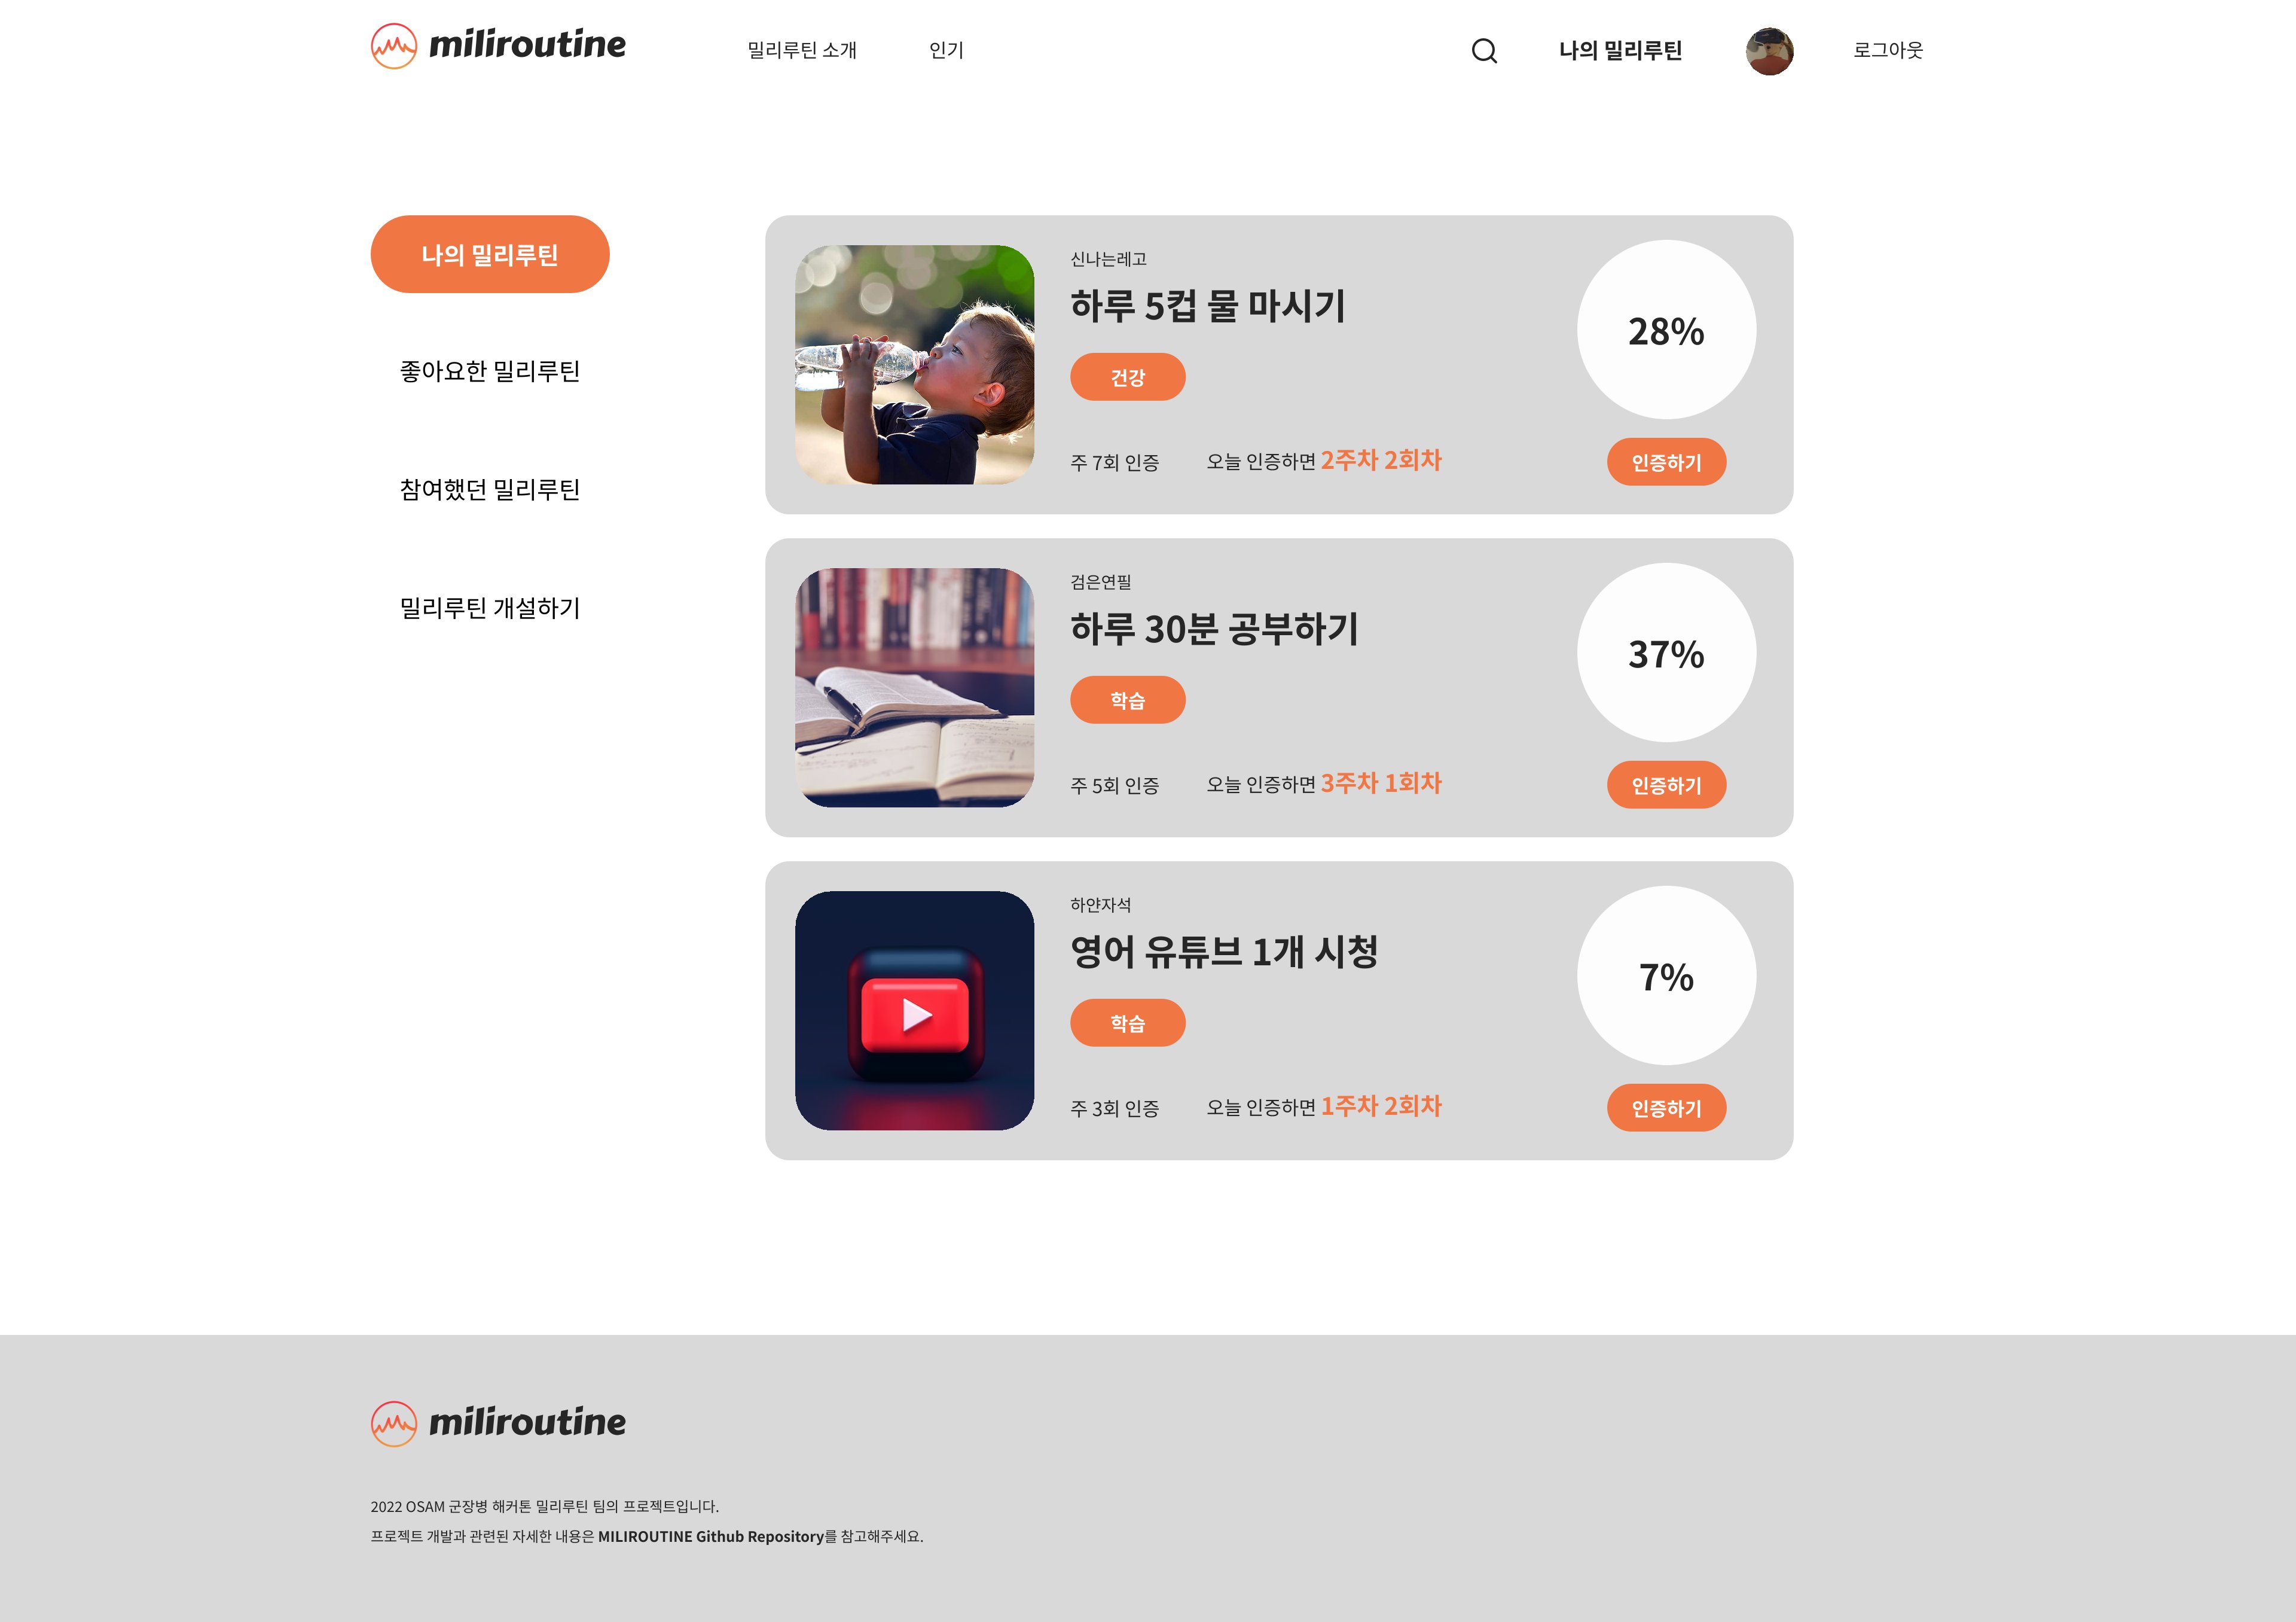 miliroutine
밀리루틴 소개
인기
나의 밀리루틴
로그아웃
나의 밀리루틴
좋아요한 밀리루틴
참여했던 밀리루틴
밀리루틴 개설하기
신나는레고
하루 5컵 물 마시기
건강
주 7회 인증
오늘 인증하면 2주차 2회차
28%
인증하기
검은연필
하루 30분 공부하기
학습
주 5회 인증
오늘 인증하면 3주차 1회차
37%
인증하기
하얀자석
영어 유튜브 1개 시청
학습
주 3회 인증
오늘 인증하면 1주차 2회차
7%
인증하기
miliroutine
2022 OSAM 군장병 해커톤 밀리루틴 팀의 프로젝트입니다.
프로젝트 개발과 관련된 자세한 내용은 MILIROUTINE Github Repository를 참고해주세요.